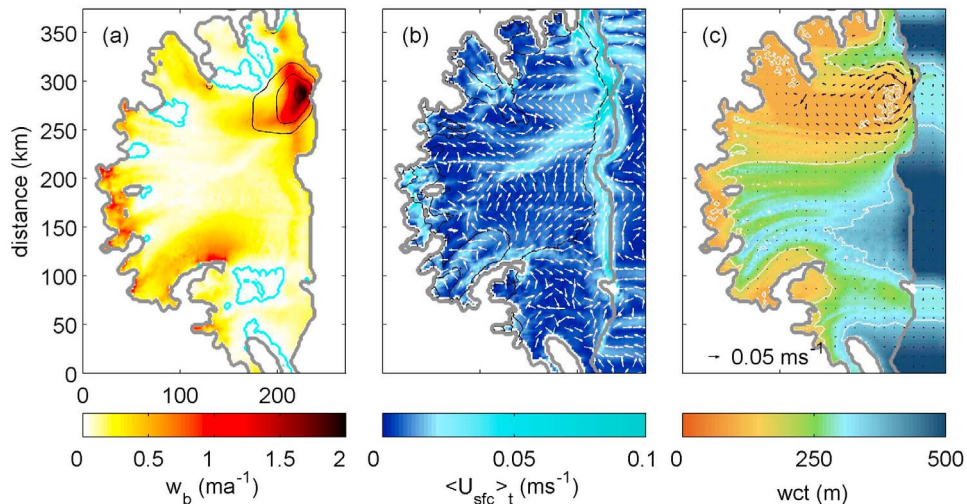 (a)
(b)
(c)
350
300
250
200
150
100
50
0
distance (km)
0 100 200
0.05 ms⁻¹
0 0.5 1 1.5 2
w_b (ma⁻¹)
0 0.05 0.1
<U_sfc>_t (ms⁻¹)
0 250 500
wct (m)